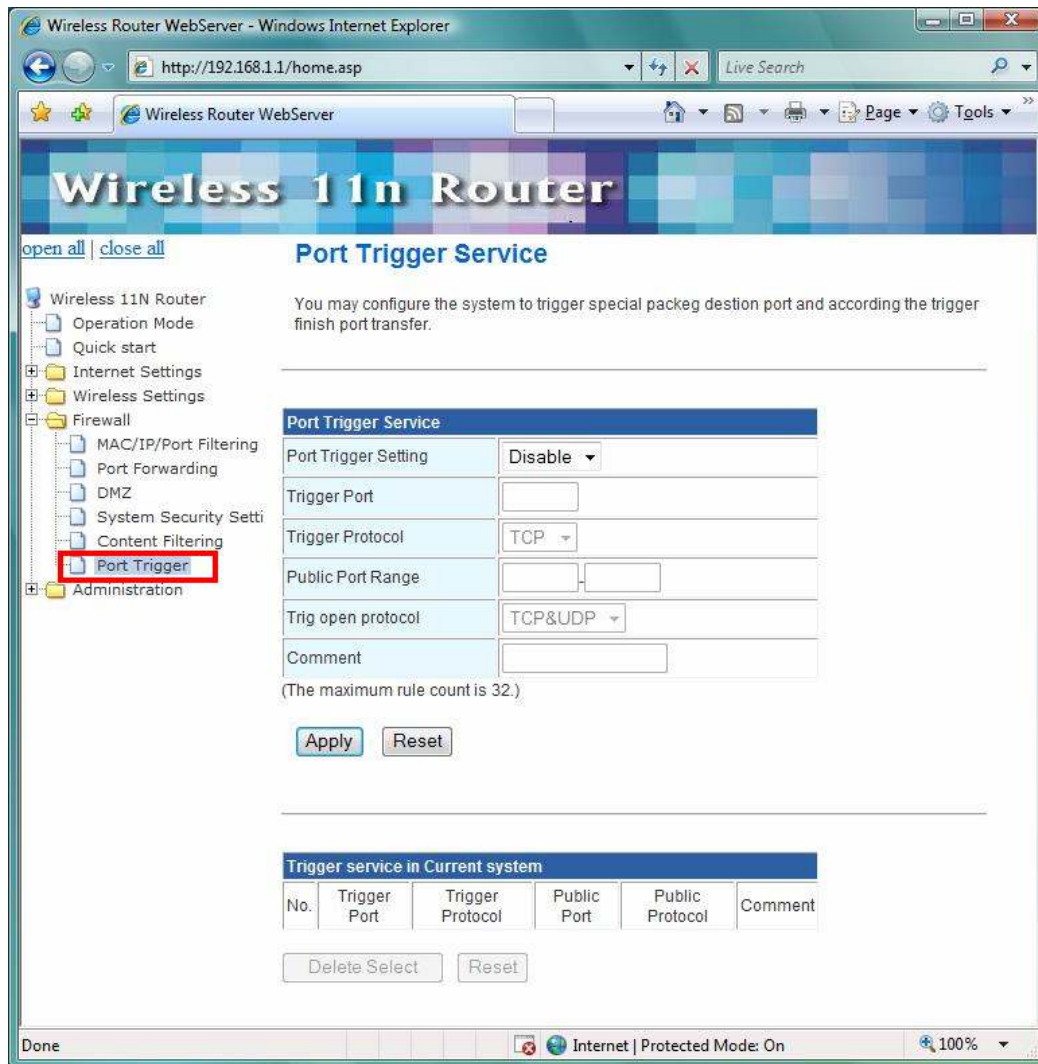 Wireless Router WebServer - Windows Internet Explorer
http://192.168.1.1/home.asp
Live Search
Wireless Router WebServer
Page
Tools
Wireless 11n Router
open all | close all
Wireless 11N Router
Operation Mode
Quick start
Internet Settings
Wireless Settings
Firewall
MAC/IP/Port Filtering
Port Forwarding
DMZ
System Security Setti
Content Filtering
Port Trigger
Administration
Port Trigger Service
You may configure the system to trigger special packeg destion port and according the trigger
finish port transfer.
Port Trigger Service
Port Trigger Setting Disable
Trigger Port
Trigger Protocol TCP
Public Port Range -
Trig open protocol TCP&UDP
Comment
(The maximum rule count is 32.)
Apply Reset
Trigger service in Current system
No. Trigger Port Trigger Protocol Public Port Public Protocol Comment
Delete Select Reset
Done Internet | Protected Mode: On 100%